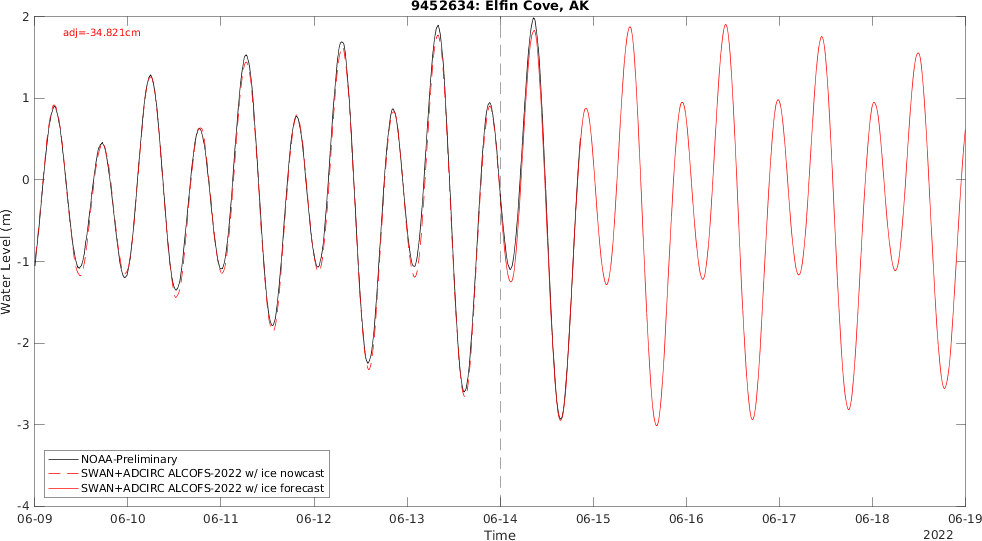 9452634: Elfin Cove, AK
adj=-34.821cm
2
1
0
-1
-2
-3
-4
Water Level (m)
NOAA-Preliminary
SWAN+ADCIRC ALCOFS-2022 w/ ice nowcast
SWAN+ADCIRC ALCOFS-2022 w/ ice forecast
06-09 06-10 06-11 06-12 06-13 06-14 06-15 06-16 06-17 06-18 06-19
Time
2022